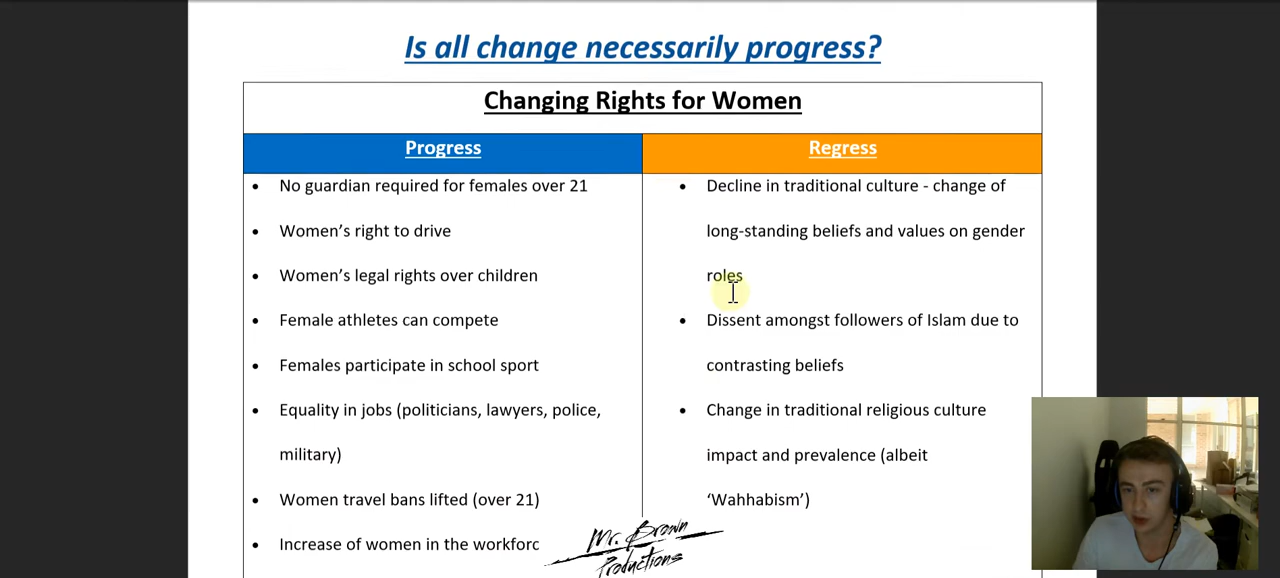 Is all change necessarily progress?
Changing Rights for Women
Progress
Regress
No guardian required for females over 21
Women's right to drive
Women's legal rights over children
Female athletes can compete
Females participate in school sport
Equality in jobs (politicians, lawyers, police,
military)
Women travel bans lifted (over 21)
Increase of women in the workforc
Decline in traditional culture - change of
long-standing beliefs and values on gender
roles
Dissent amongst followers of Islam due to
contrasting beliefs
Change in traditional religious culture
impact and prevalence (albeit
‘Wahhabism’)
Mr. Brown
Productions